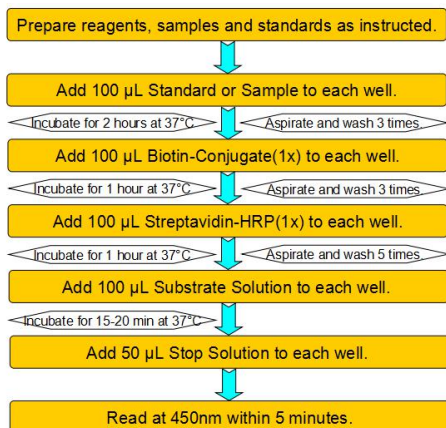 Prepare reagents, samples and standards as instructed.
Add 100 µL Standard or Sample to each well.
Incubate for 2 hours at 37°C
Aspirate and wash 3 times.
Add 100 µL Biotin-Conjugate(1x) to each well.
Incubate for 1 hour at 37°C
Aspirate and wash 3 times
Add 100 µL Streptavidin-HRP(1x) to each well.
Incubate for 1 hour at 37°C
Aspirate and wash 5 times
Add 100 µL Substrate Solution to each well.
Incubate for 15-20 min at 37°C
Add 50 µL Stop Solution to each well.
Read at 450nm within 5 minutes.